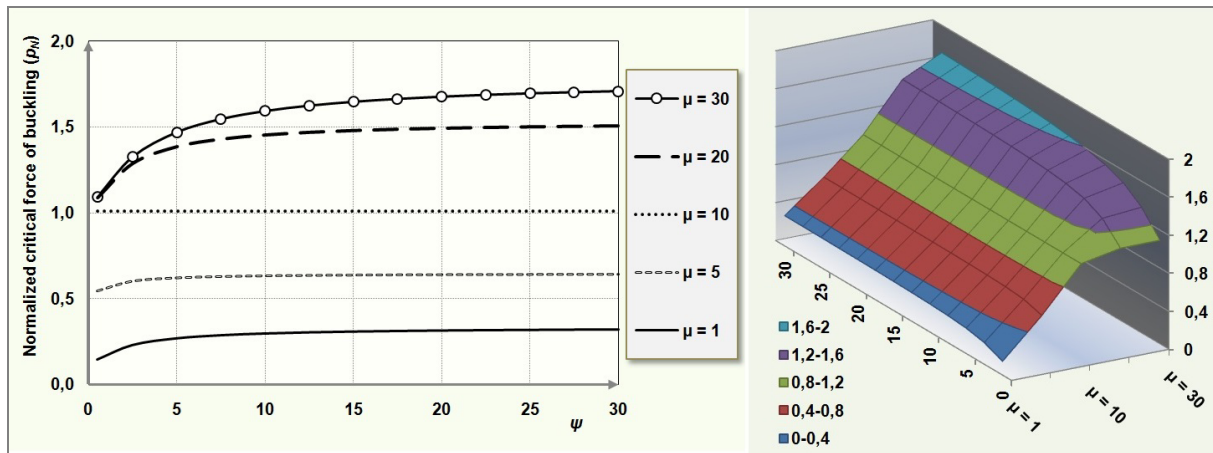 Normalized critical force of buckling (pN)
2,0
1,5
1,0
0,5
0,0
0 5 10 15 20 25 30
ψ
μ = 30
μ = 20
μ = 10
μ = 5
μ = 1
2
1,6
1,2
0,8
0,4
0
30
25
20
15
10
5
0
μ = 1
μ = 10
μ = 30
1,6-2
1,2-1,6
0,8-1,2
0,4-0,8
0-0,4